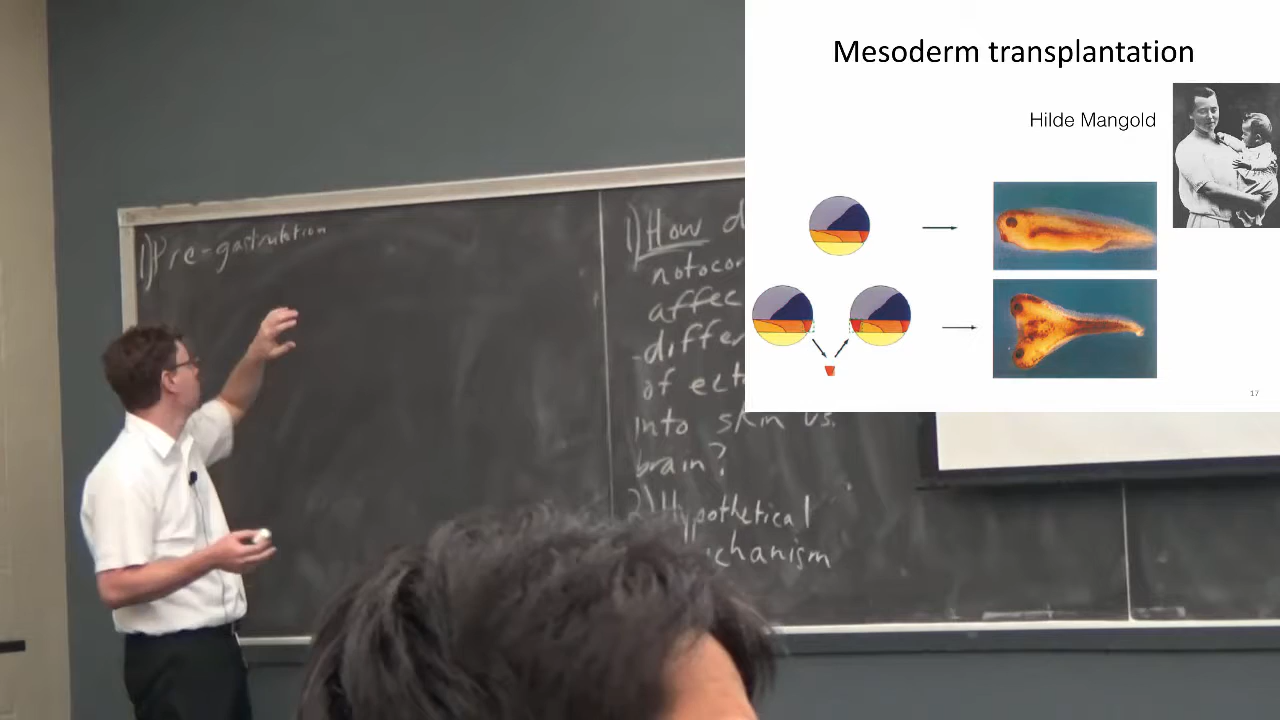 Mesoderm transplantation
Hilde Mangold
17
1) Pre-gastrulation
1) How d
notocor
affec
differ
of ect
into skin vs.
brain?
2) Hypothetical
chanism